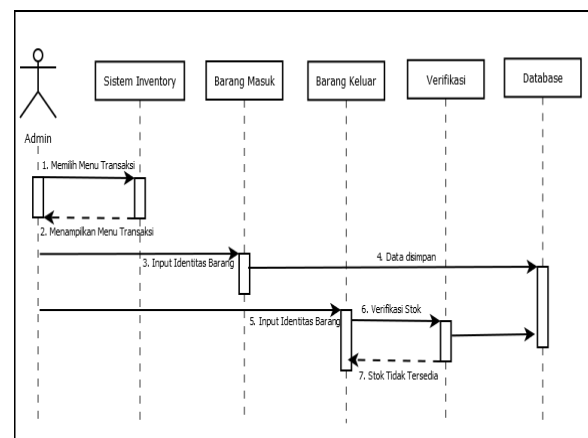 Sistem Inventory
Barang Masuk
Barang Keluar
Verifikasi
Database
Admin
1. Memilih Menu Transaksi
2. Menampilkan Menu Transaksi
3. Input Identitas Barang
4. Data disimpan
5. Input Identitas Barang
6. Verifikasi Stok
7. Stok Tidak Tersedia